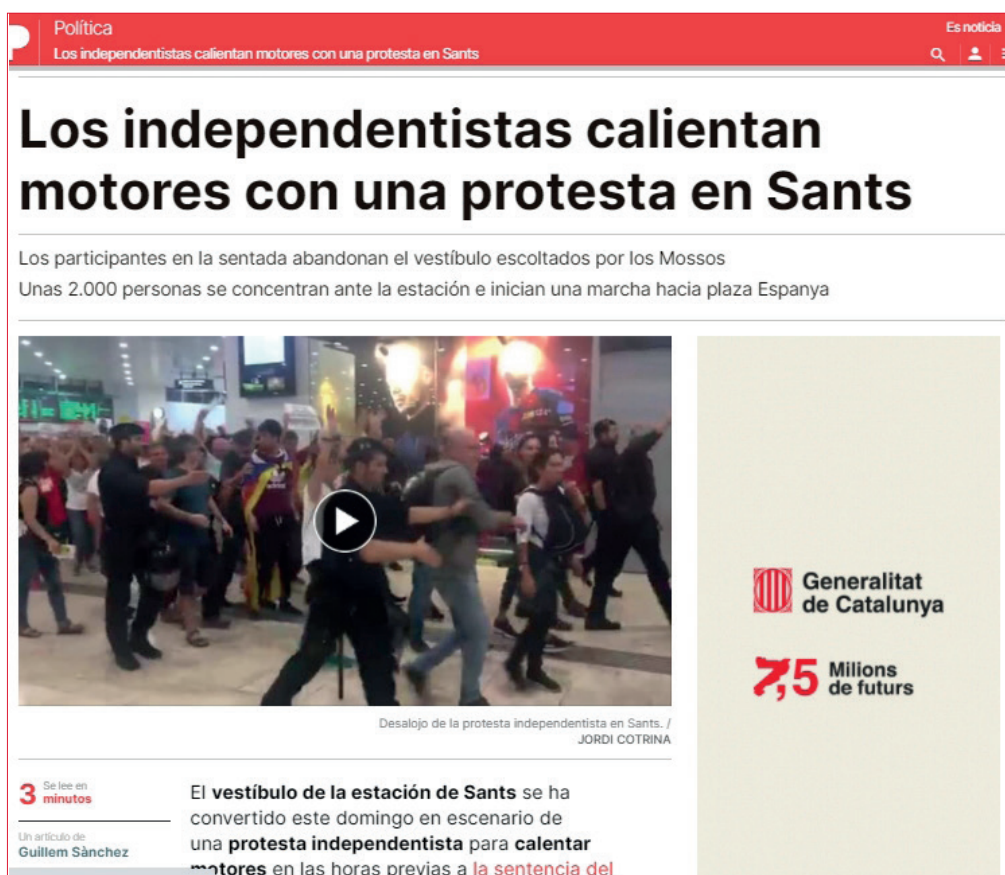 Política
Es noticia
Los independentistas calientan motores con una protesta en Sants
Los independentistas calientan
motores con una protesta en Sants
Los participantes en la sentada abandonan el vestíbulo escoltados por los Mossos
Unas 2.000 personas se concentran ante la estación e inician una marcha hacia plaza Espanya
Desalojo de la protesta independentista en Sants. /
JORDI COTRINA
Generalitat
de Catalunya
7,5 Milions
de futurs
3 Se lee en
minutos
Un artículo de
Guillem Sànchez
El vestíbulo de la estación de Sants se ha
convertido este domingo en escenario de
una protesta independentista para calentar
motores en las horas previas a la sentencia del